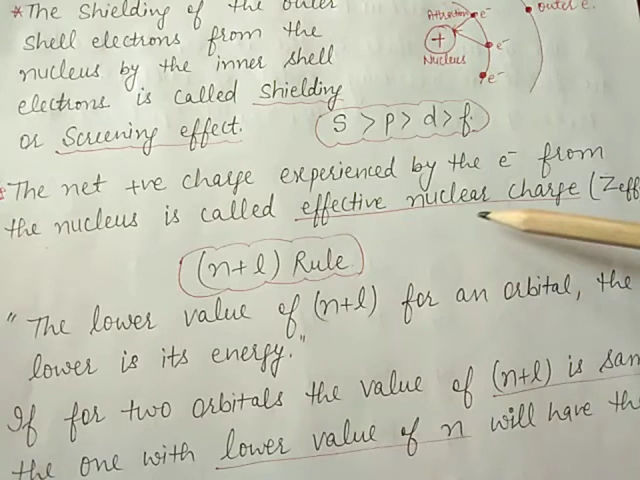 * The Shielding of the outer
shell electrons from the
nucleus by the inner shell
electrons is called Shielding
or Screening effect.
S > P > d > f.
Attraction
e⁻
outer e⁻
+
e⁻
Nucleus
e⁻
The net +ve charge experienced by the e⁻ from
the nucleus is called effective nuclear charge (Zeff
(n+l) Rule
"The lower value of (n+l) for an orbital, the
lower is its energy."
If for two orbitals the value of (n+l) is sam
the one with lower value of n will have the